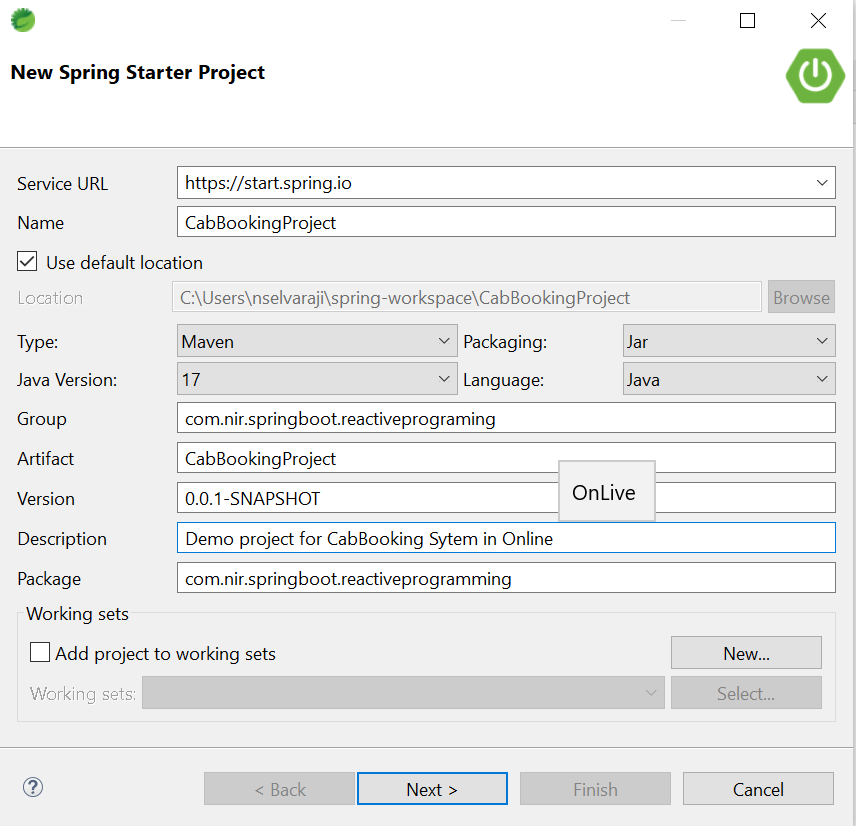 New Spring Starter Project
Service URL https://start.spring.io
Name CabBookingProject
Use default location
Location C:\Users\nselvaraji\spring-workspace\CabBookingProject Browse
Type: Maven Packaging: Jar
Java Version: 17 Language: Java
Group com.nir.springboot.reactiveprograming
Artifact CabBookingProject
Version 0.0.1-SNAPSHOT
OnLive
Description Demo project for CabBooking Sytem in Online
Package com.nir.springboot.reactiveprogramming
Working sets
Add project to working sets New...
Working sets: Select...
? < Back Next > Finish Cancel